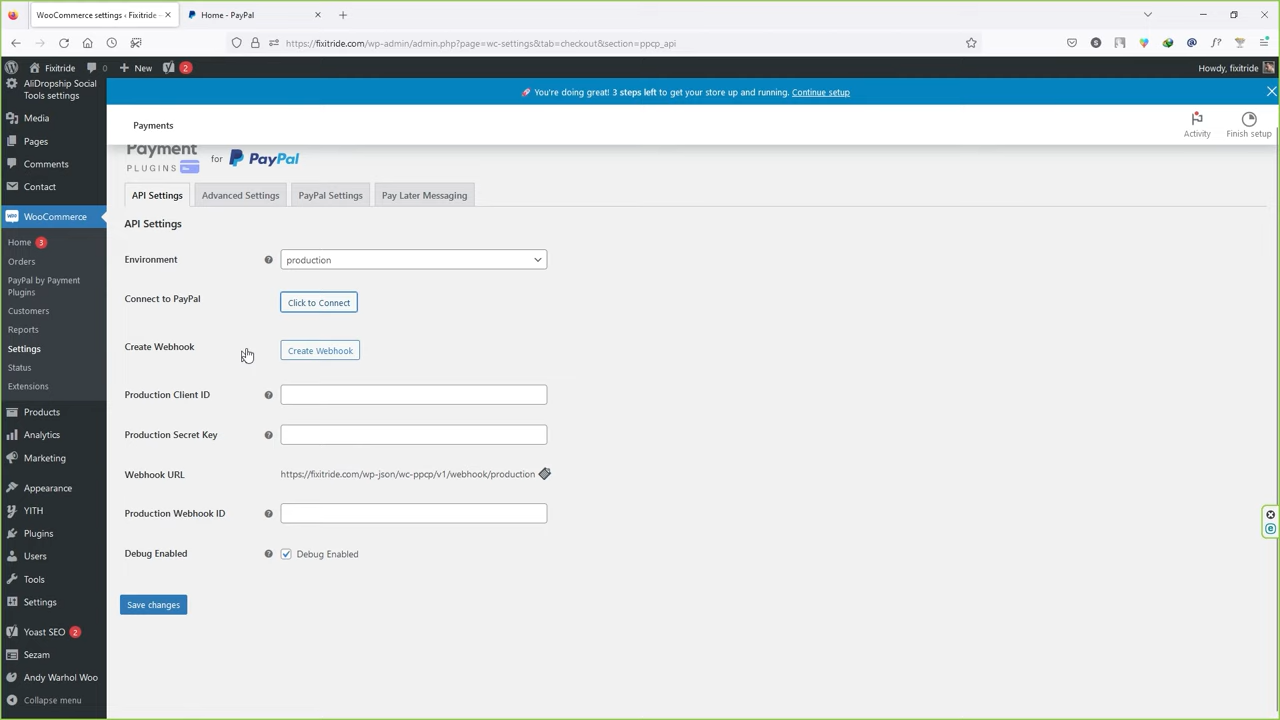 WooCommerce settings ‹ Fixitride —
Home - PayPal
https://fixitride.com/wp-admin/admin.php?page=wc-settings&tab=checkout&section=ppcp_api
Fixitride
0
New
2
Howdy, fixitride
AliDropship Social
Tools settings
Media
Pages
Comments
Contact
WooCommerce
Home 3
Orders
PayPal by Payment
Plugins
Customers
Reports
Settings
Status
Extensions
Products
Analytics
Marketing
Appearance
YITH
Plugins
Users
Tools
Settings
Yoast SEO 2
Sezam
Andy Warhol Woo
Collapse menu
You're doing great! 3 steps left to get your store up and running. Continue setup
Payments
Activity
Finish setup
Payment
PLUGINS
for
PayPal
API Settings
Advanced Settings
PayPal Settings
Pay Later Messaging
API Settings
Environment
production
Connect to PayPal
Click to Connect
Create Webhook
Create Webhook
Production Client ID
Production Secret Key
Webhook URL
https://fixitride.com/wp-json/wc-ppcp/v1/webhook/production
Production Webhook ID
Debug Enabled
Debug Enabled
Save changes